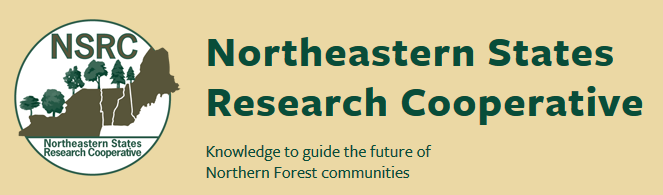 NSRC
Northeastern States
Research Cooperative
Northeastern States
Research Cooperative
Knowledge to guide the future of
Northern Forest communities